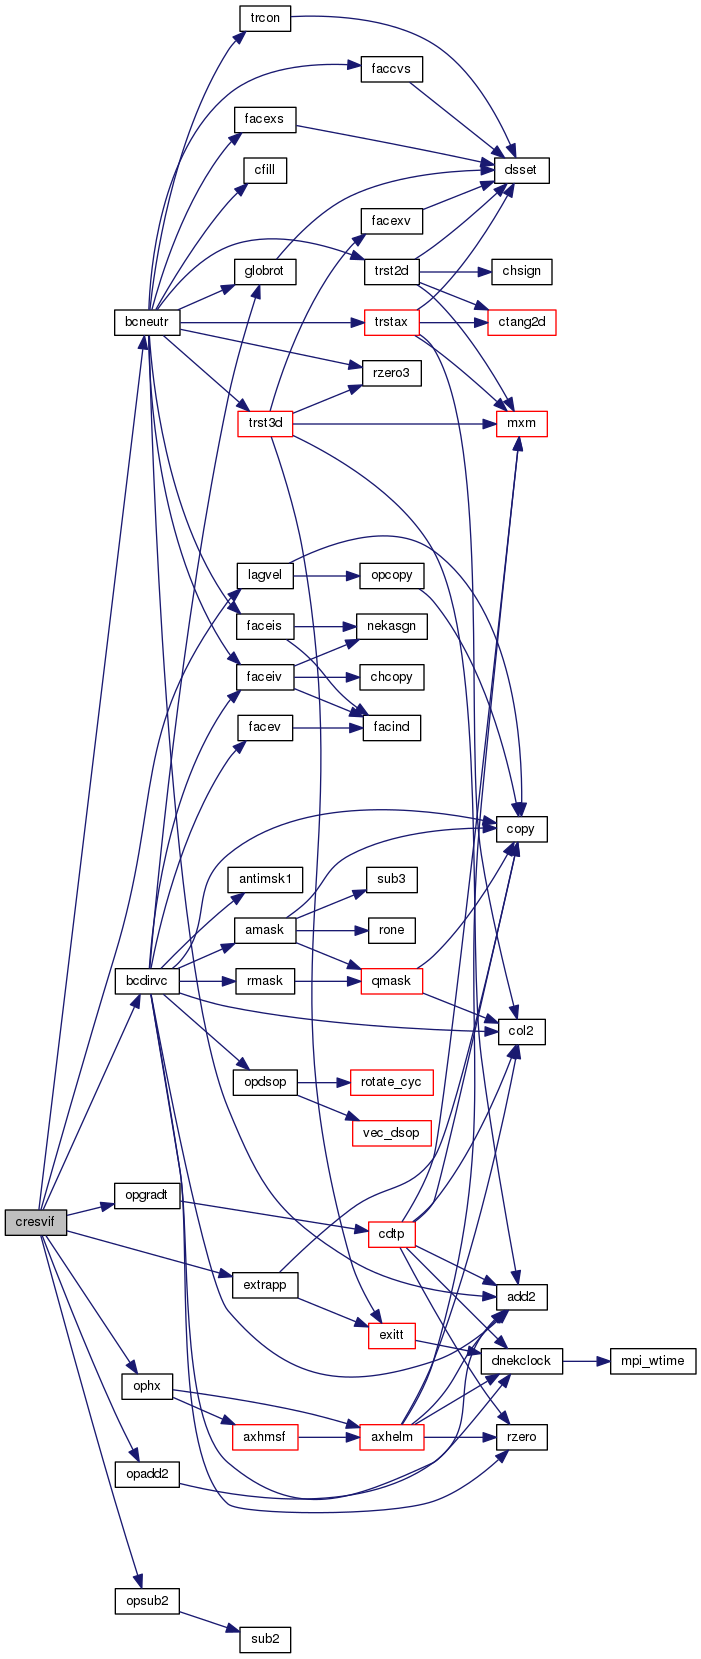 trcon
faccvs
facexs
cfill
dsset
facexv
globrot
trst2d
chsign
bcneutr
trstax
ctang2d
rzero3
trst3d
mxm
lagvel
opcopy
faceis
nekasgn
faceiv
chcopy
facev
facind
copy
antimsk1
sub3
amask
rone
bcdirvc
rmask
qmask
col2
opdsop
rotate_cyc
vec_dsop
opgradt
cresvif
cdtp
extrapp
add2
exitt
dnekclock
mpi_wtime
ophx
axhmsf
axhelm
rzero
opadd2
opsub2
sub2